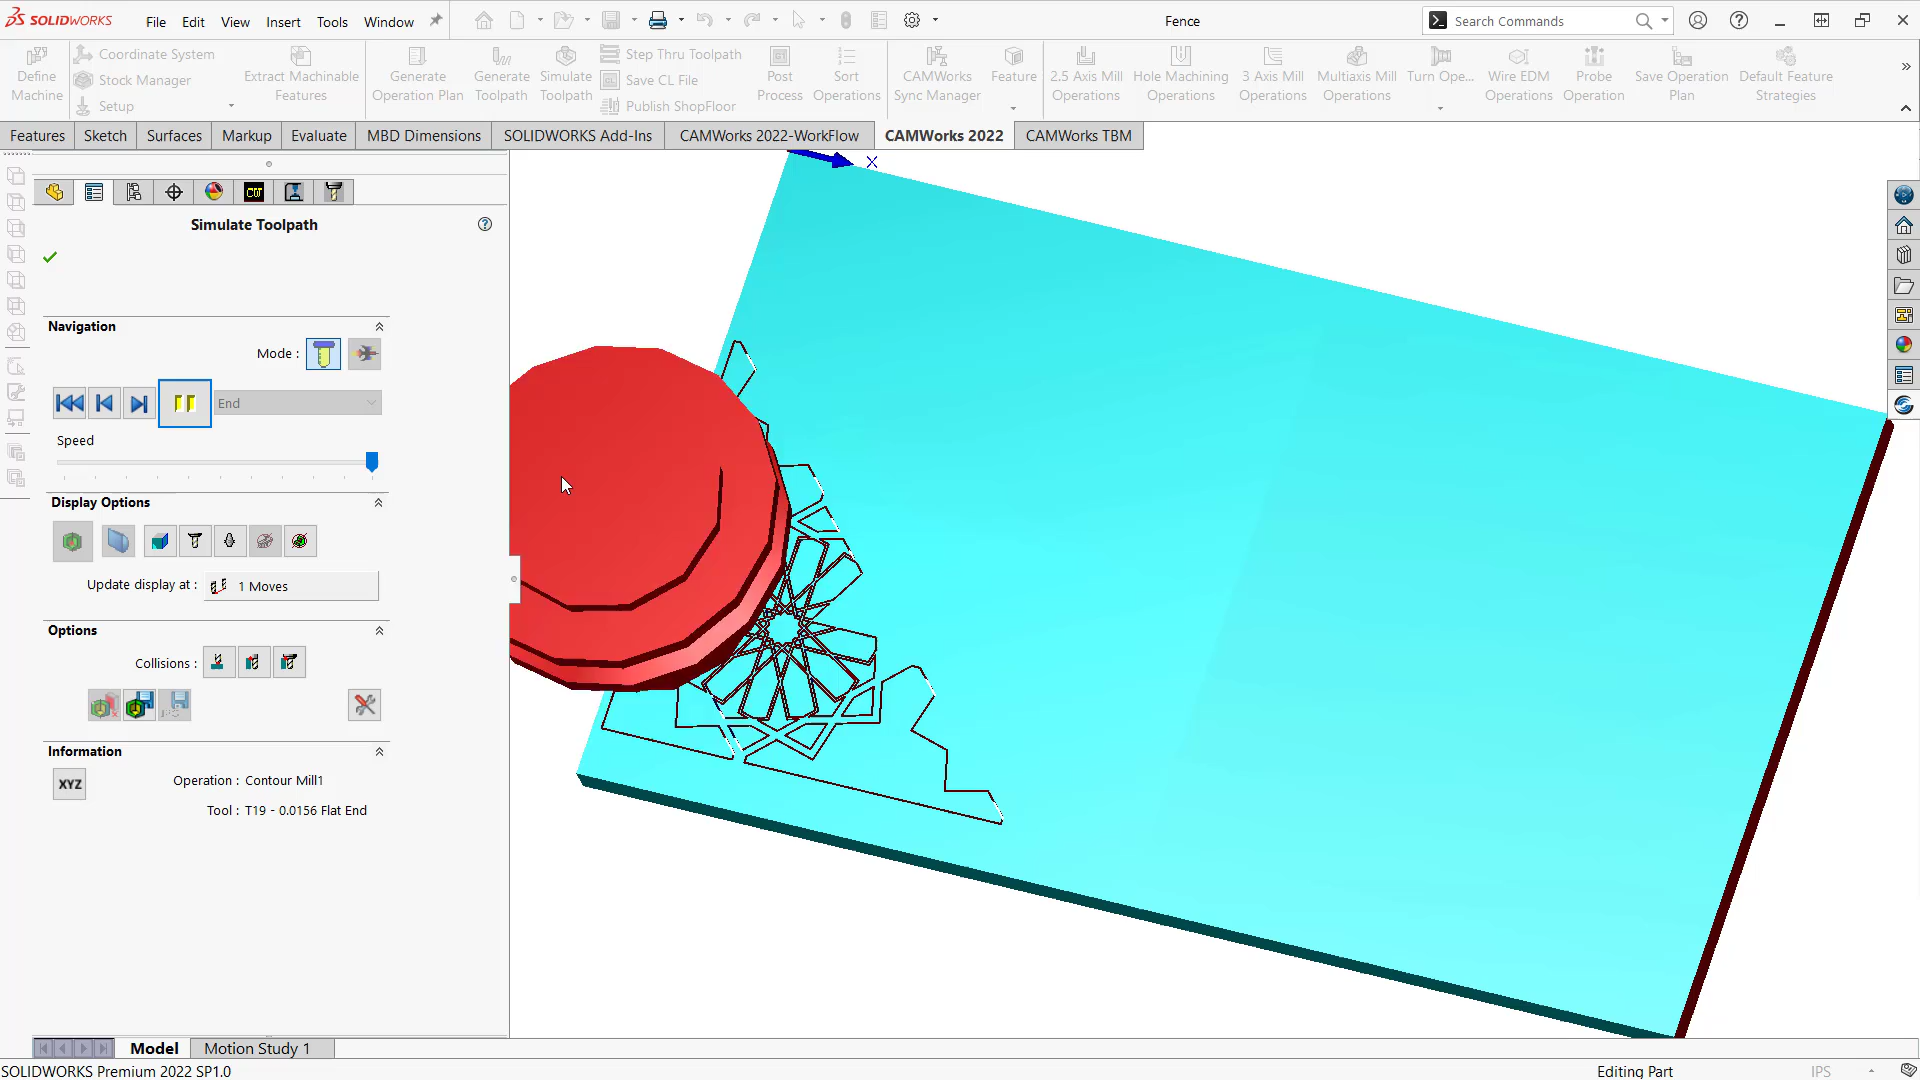 SOLIDWORKS File Edit View Insert Tools Window Fence Search Commands
Define Machine
Coordinate System
Stock Manager
Setup
Extract Machinable Features
Generate Operation Plan
Generate Toolpath
Simulate Toolpath
Step Thru Toolpath
Save CL File
Publish ShopFloor
Post Process
Sort Operations
CAMWorks Sync Manager
Feature
2.5 Axis Mill Operations
Hole Machining Operations
3 Axis Mill Operations
Multiaxis Mill Operations
Turn Ope...
Wire EDM Operations
Probe Operation
Save Operation Plan
Default Feature Strategies
Features Sketch Surfaces Markup Evaluate MBD Dimensions SOLIDWORKS Add-Ins CAMWorks 2022-WorkFlow CAMWorks 2022 CAMWorks TBM
X
CW
Simulate Toolpath
Navigation
Mode :
End
Speed
Display Options
Update display at : 1 Moves
Options
Collisions :
Information
XYZ
Operation : Contour Mill1
Tool : T19 - 0.0156 Flat End
Model Motion Study 1
SOLIDWORKS Premium 2022 SP1.0 Editing Part IPS